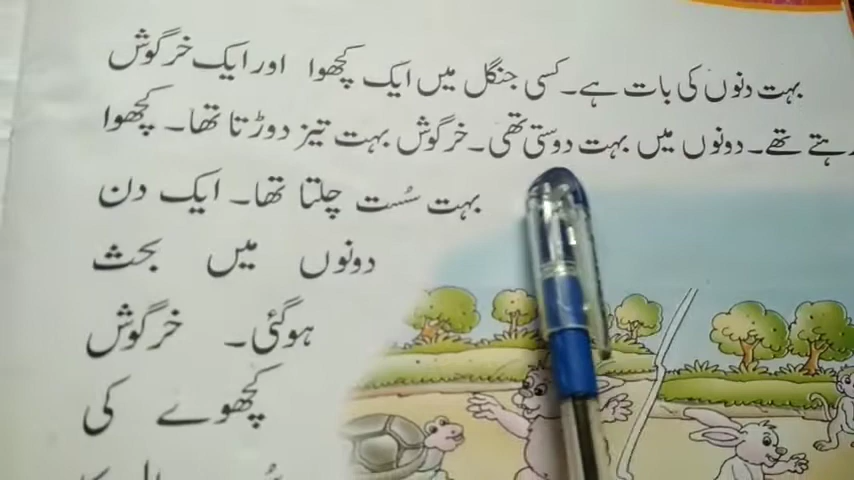 بہت دنوں کی بات ہے۔ کسی جنگل میں ایک کچھوا اور ایک خرگوش
رہتے تھے۔ دونوں میں بہت دوستی تھی۔ خرگوش بہت تیز دوڑتا تھا۔ کچھوا
بہت سُست چلتا تھا۔ ایک دن
دونوں میں بحث
ہوگئی۔ خرگوش
کچھوے کی